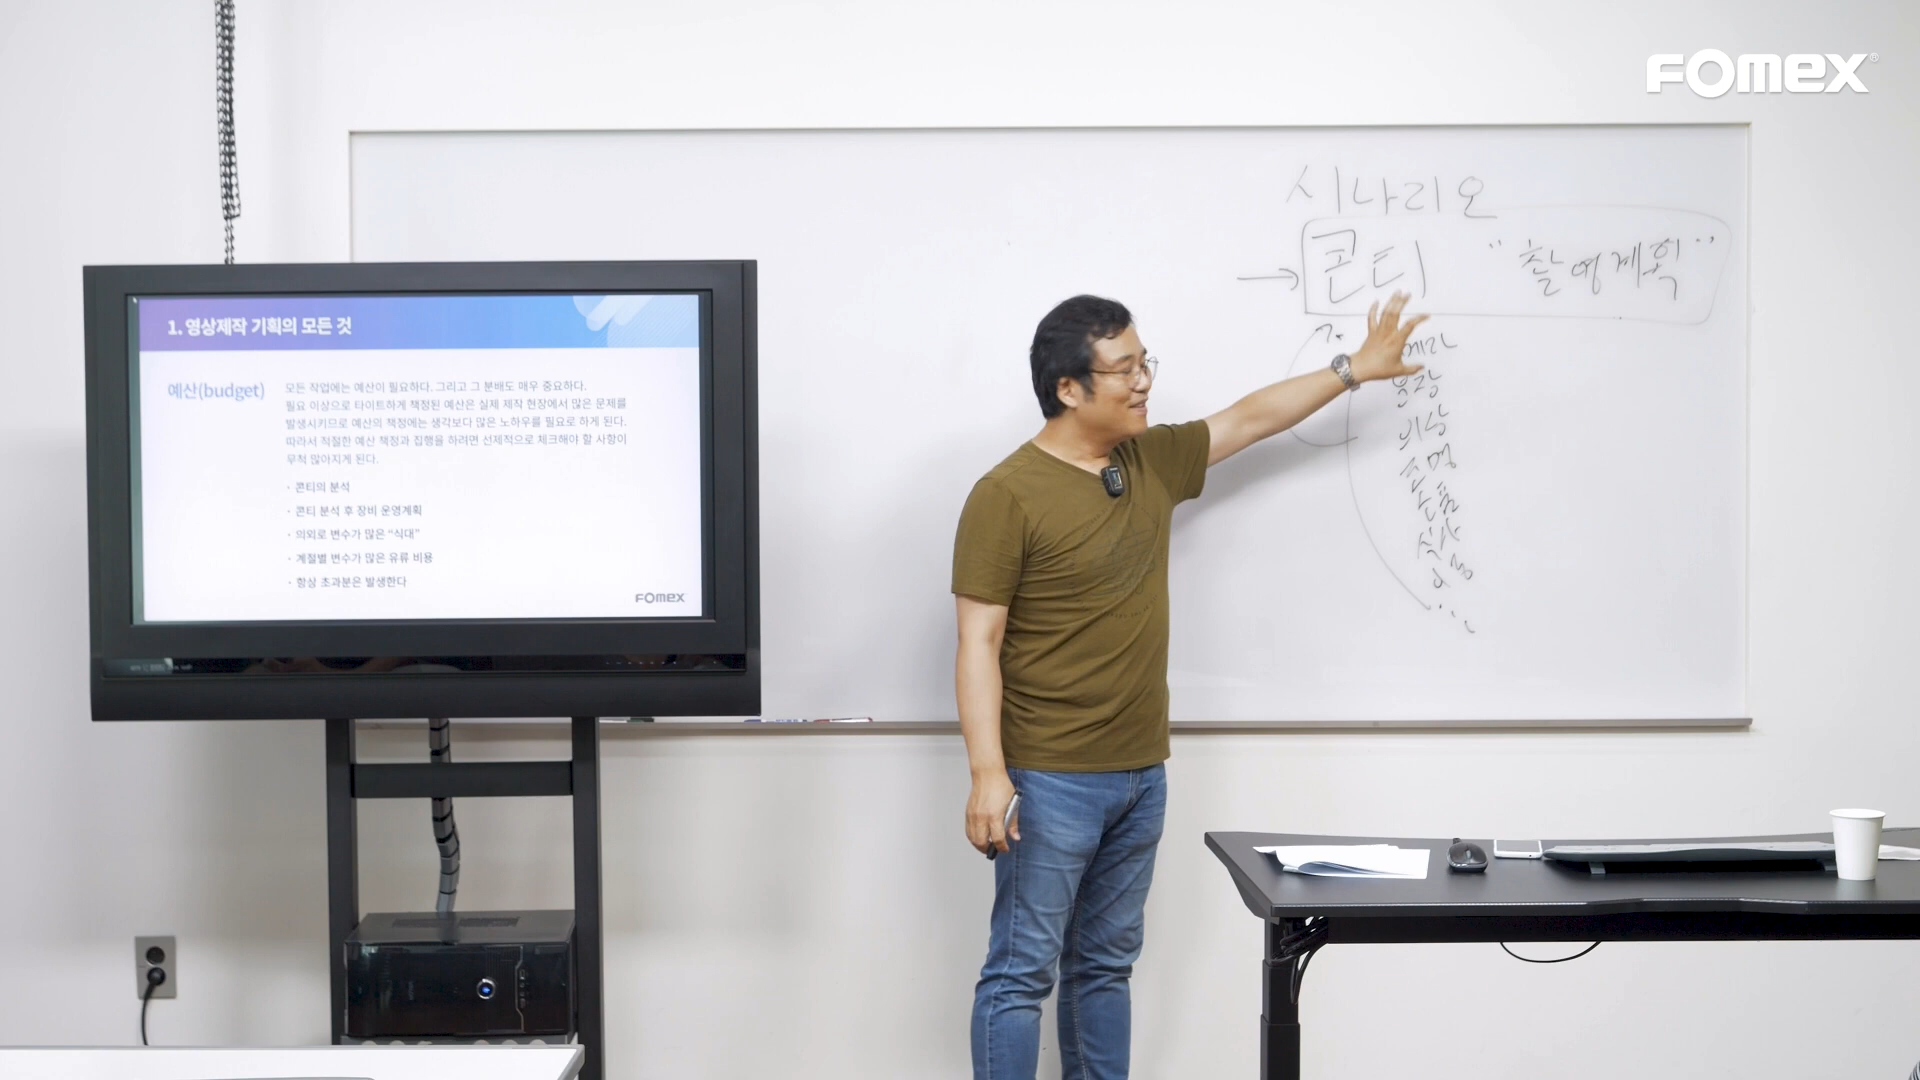 FOMEX
시나리오
콘티 "촬영계획"
분장
의상
조명
소품
식사
1. 영상제작 기획의 모든 것
예산(budget)
모든 작업에는 예산이 필요하다. 그리고 그 분배도 매우 중요하다.
필요 이상으로 타이트하게 책정된 예산은 실제 제작 현장에서 많은 문제를
발생시키므로 예산의 책정에는 생각보다 많은 노하우를 필요로 하게 된다.
따라서 적절한 예산 책정과 집행을 하려면 선제적으로 체크해야 할 사항이
무척 많아지게 된다.
· 콘티의 분석
· 콘티 분석 후 장비 운영계획
· 의외로 변수가 많은 “식대”
· 계절별 변수가 많은 유류 비용
· 항상 초과분은 발생한다
FOMEX